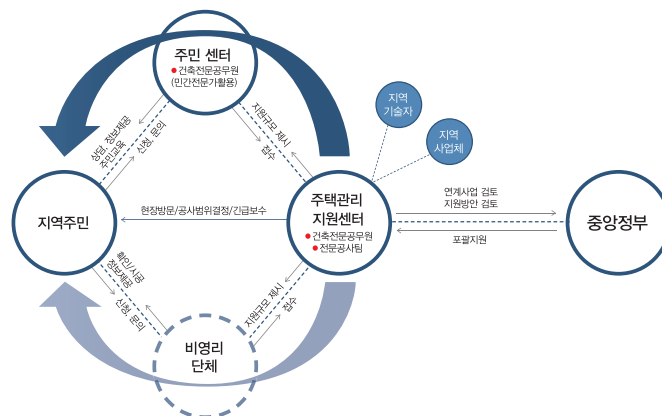 주민 센터
건축전문공무원
(민간전문가활용)
지역
기술자
지역
사업체
상담, 정보제공
주민교육
신청, 문의
지원규모 제시
접수
지역주민
현장방문/공사범위결정/긴급보수
주택관리
지원센터
건축전문공무원
전문공사팀
연계사업 검토
지원방안 검토
포괄지원
중앙정부
확인/시공
정보제공
신청, 문의
지원규모 제시
접수
비영리
단체